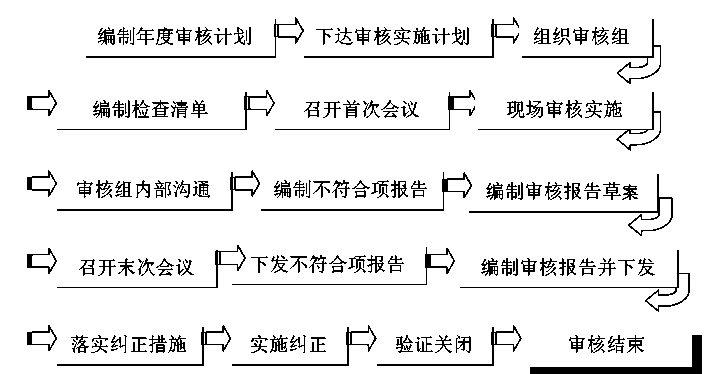 编制年度审核计划 下达审核实施计划 组织审核组
编制检查清单 召开首次会议 现场审核实施
审核组内部沟通 编制不符合项报告 编制审核报告草案
召开末次会议 下发不符合项报告 编制审核报告并下发
落实纠正措施 实施纠正 验证关闭 审核结束